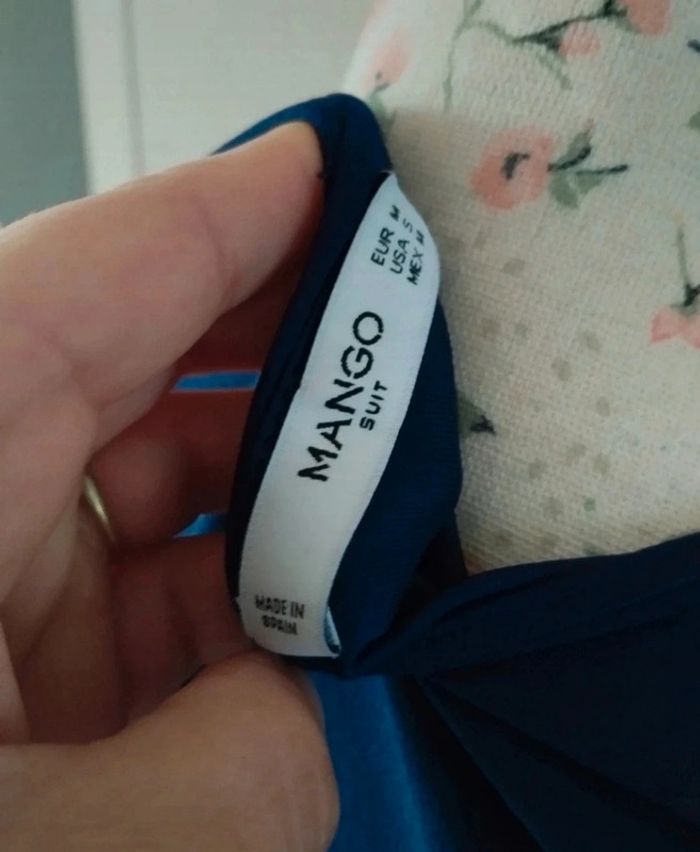 EUR M
USA S
MEX M
MANGO
SUIT
MADE IN
SPAIN